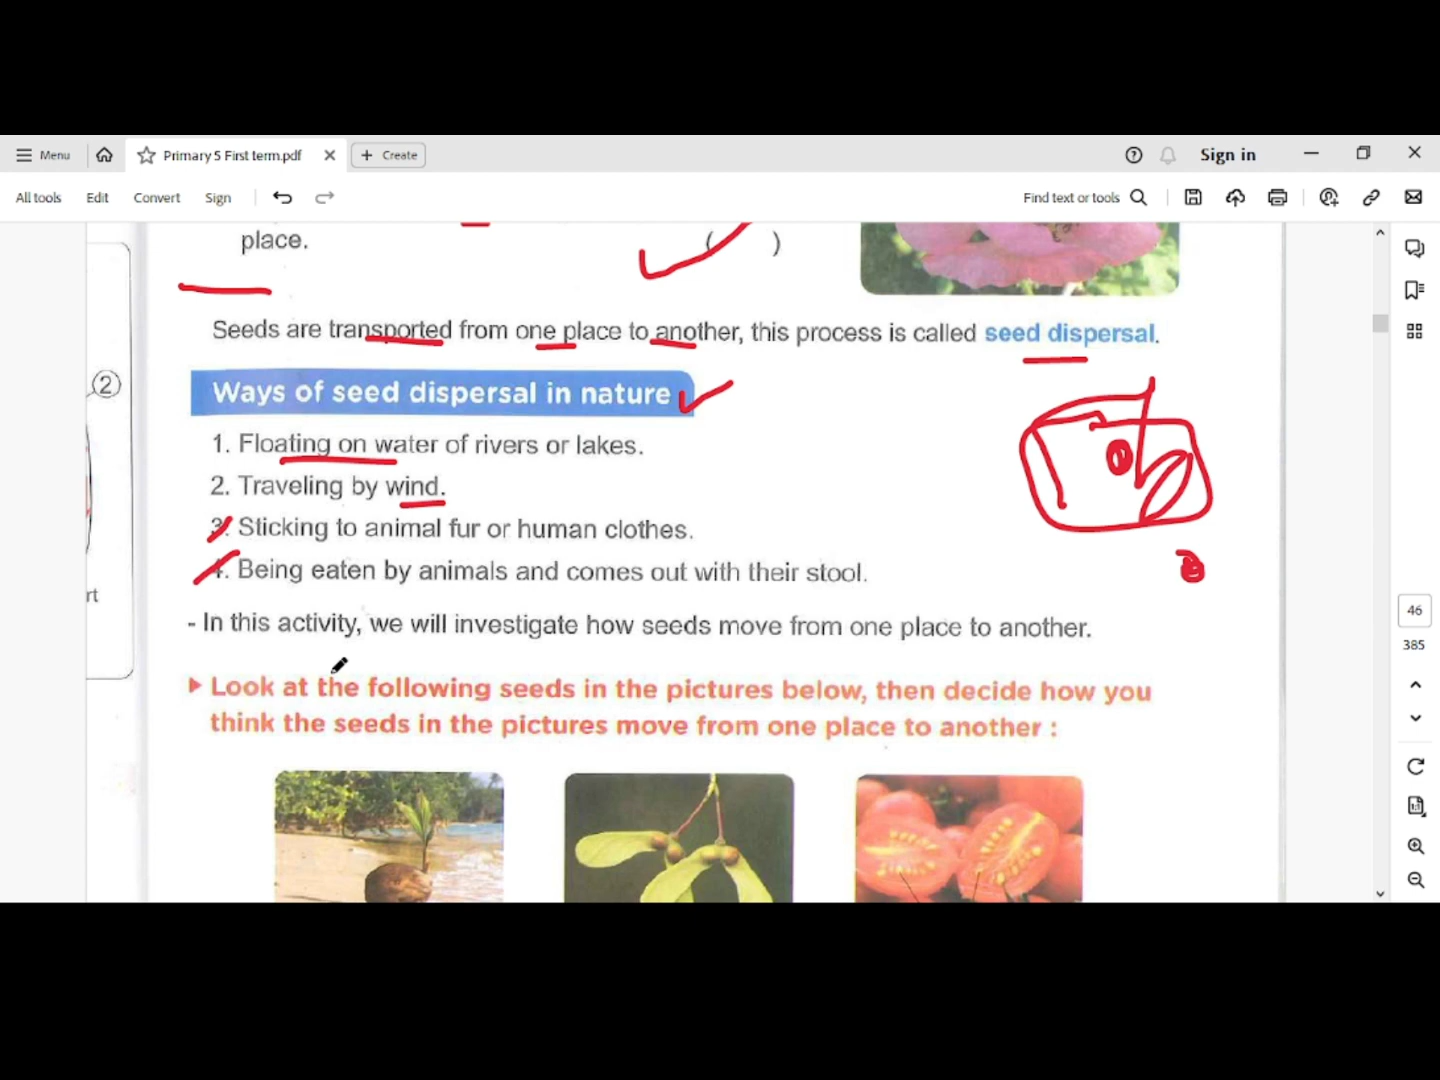 Menu
Primary 5 First term.pdf
Create
Sign in
All tools
Edit
Convert
Sign
Find text or tools
place.
( )
Seeds are transported from one place to another, this process is called seed dispersal.
2
Ways of seed dispersal in nature
1. Floating on water of rivers or lakes.
2. Traveling by wind.
3. Sticking to animal fur or human clothes.
4. Being eaten by animals and comes out with their stool.
rt
- In this activity, we will investigate how seeds move from one place to another.
46
385
Look at the following seeds in the pictures below, then decide how you
think the seeds in the pictures move from one place to another :